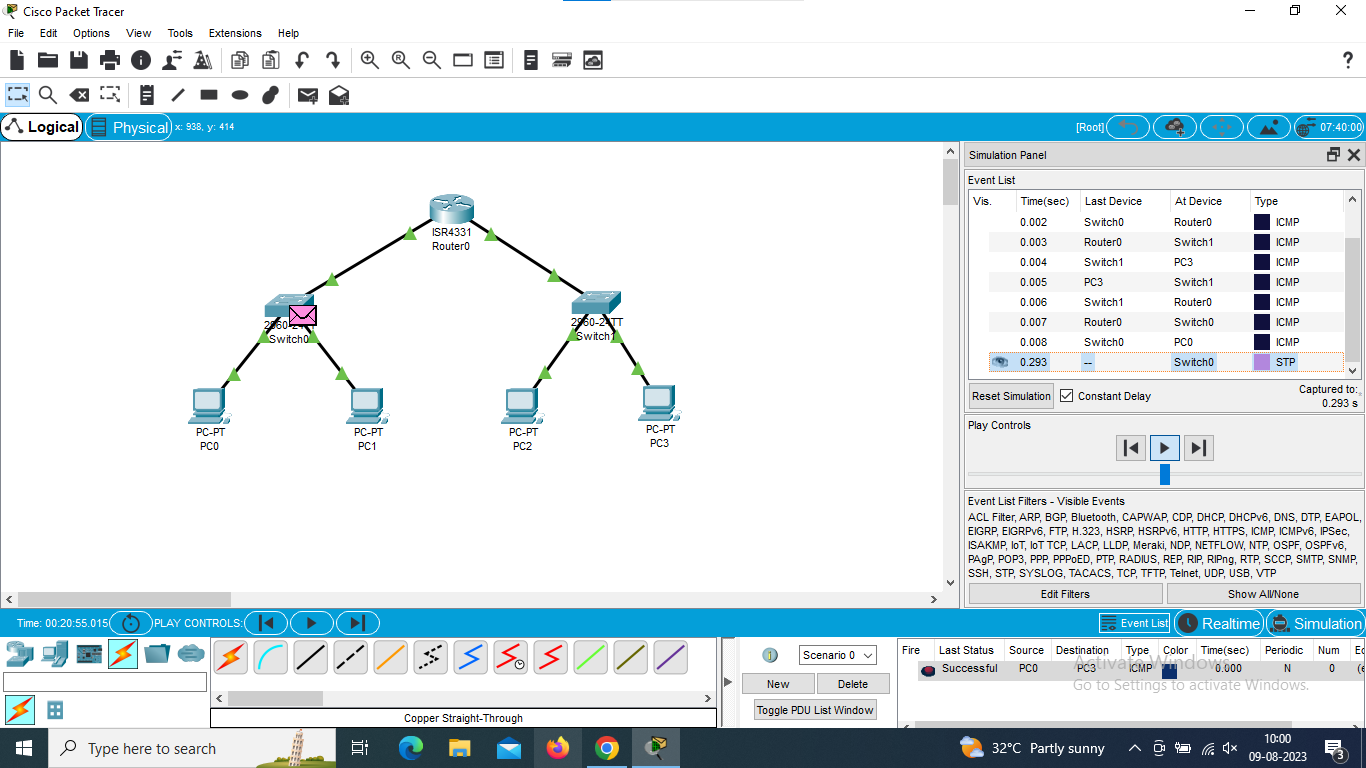 Cisco Packet Tracer
File Edit Options View Tools Extensions Help
?
Logical Physical x: 938, y: 414 [Root] 07:40:00
ISR4331
Router0
Switch0
2960-24TT
Switch1
PC-PT
PC0
PC-PT
PC1
PC-PT
PC2
PC-PT
PC3
Simulation Panel
Event List
Vis. Time(sec) Last Device At Device Type
0.002 Switch0 Router0 ICMP
0.003 Router0 Switch1 ICMP
0.004 Switch1 PC3 ICMP
0.005 PC3 Switch1 ICMP
0.006 Switch1 Router0 ICMP
0.007 Router0 Switch0 ICMP
0.008 Switch0 PC0 ICMP
0.293 -- Switch0 STP
Reset Simulation Constant Delay Captured to:
0.293 s
Play Controls
Event List Filters - Visible Events
ACL Filter, ARP, BGP, Bluetooth, CAPWAP, CDP, DHCP, DHCPv6, DNS, DTP, EAPOL,
EIGRP, EIGRPv6, FTP, H.323, HSRP, HSRPv6, HTTP, HTTPS, ICMP, ICMPv6, IPSec,
ISAKMP, IoT, IoT TCP, LACP, LLDP, Meraki, NDP, NETFLOW, NTP, OSPF, OSPFv6,
PAgP, POP3, PPP, PPPoED, PTP, RADIUS, REP, RIP, RIPng, RTP, SCCP, SMTP, SNMP,
SSH, STP, SYSLOG, TACACS, TCP, TFTP, Telnet, UDP, USB, VTP
Edit Filters Show All/None
Time: 00:20:55.015 PLAY CONTROLS: Event List Realtime Simulation
Copper Straight-Through
Scenario 0
New Delete
Toggle PDU List Window
Fire Last Status Source Destination Type Color Time(sec) Periodic Num Ed
Successful PC0 PC3 ICMP 0.000 N 0 (e
Activate Windows
Go to Settings to activate Windows.
Type here to search
32°C Partly sunny
10:00
09-08-2023
3